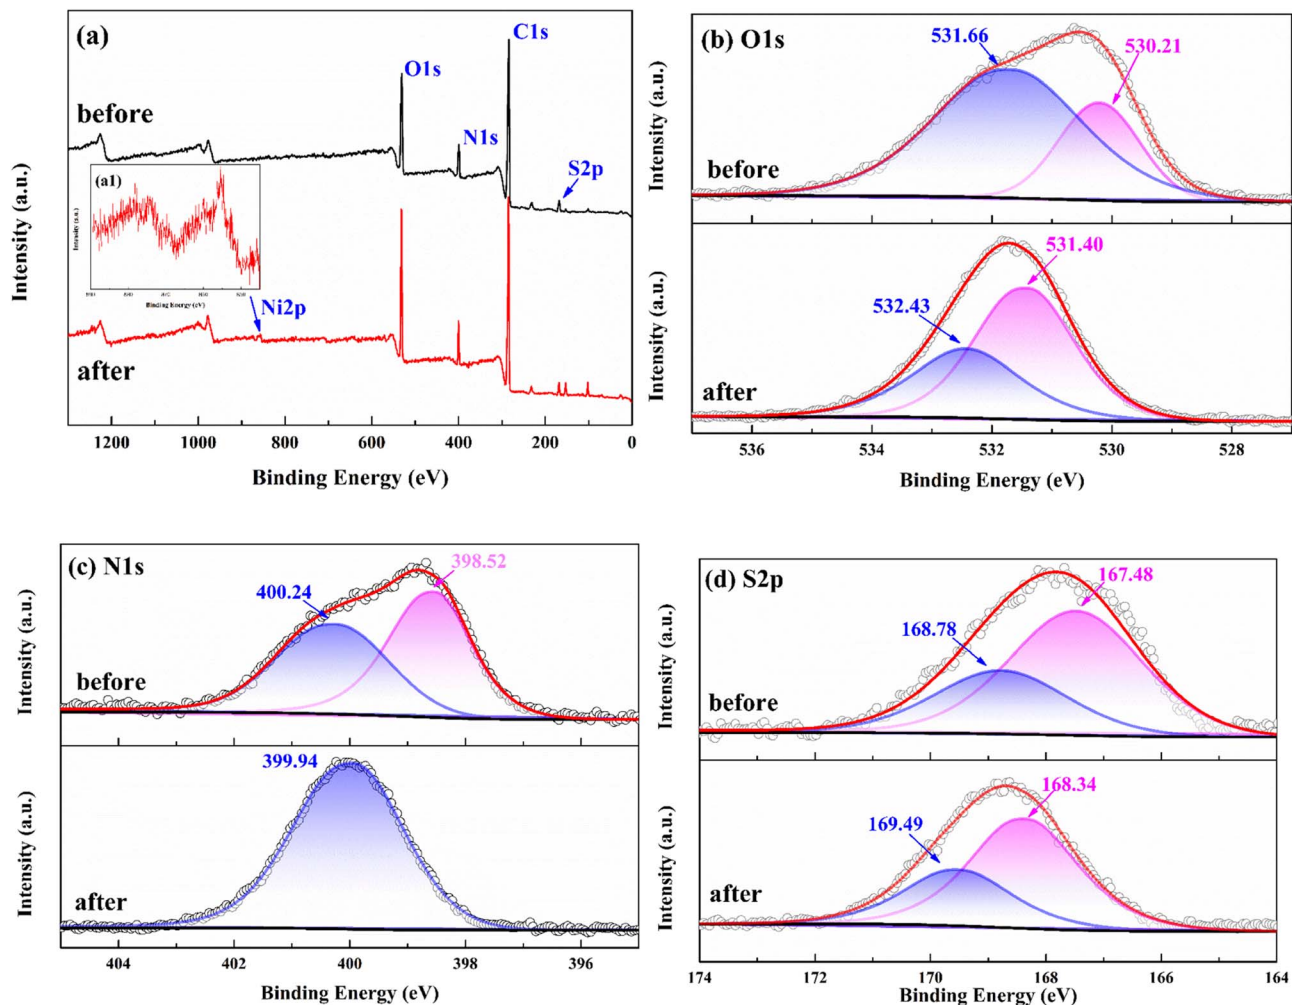 (a)
C1s
O1s
before
N1s
S2p
(a1)
Intensity (a.u.)
Binding Energy (eV)
Ni2p
after
Intensity (a.u.)
1200 1000 800 600 400 200 0
Binding Energy (eV)
(b) O1s
531.66
530.21
before
Intensity (a.u.)
531.40
532.43
after
Intensity (a.u.)
536 534 532 530 528
Binding Energy (eV)
(c) N1s
398.52
400.24
before
Intensity (a.u.)
399.94
after
Intensity (a.u.)
404 402 400 398 396
Binding Energy (eV)
(d) S2p
167.48
168.78
before
Intensity (a.u.)
168.34
169.49
after
Intensity (a.u.)
174 172 170 168 166 164
Binding Energy (eV)